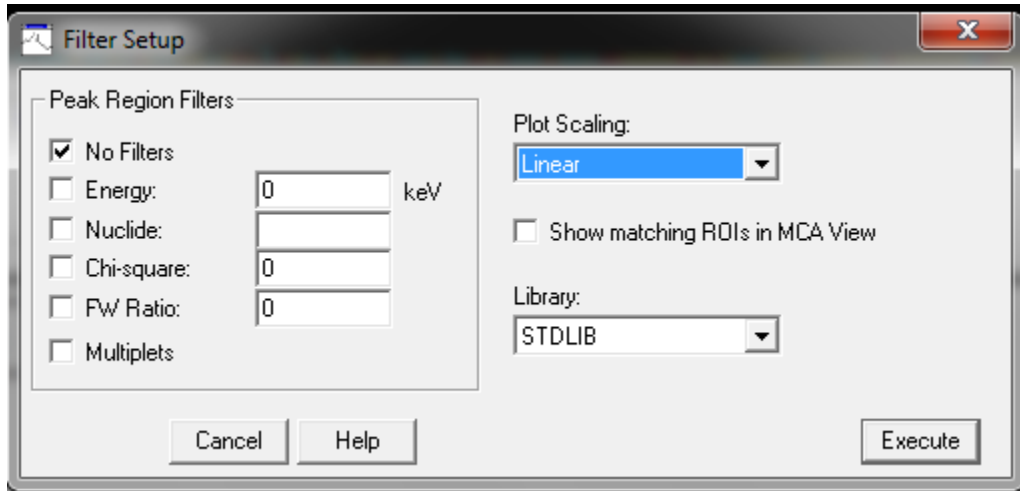 Filter Setup
Peak Region Filters
No Filters
Energy: 0 keV
Nuclide:
Chi-square: 0
FW Ratio: 0
Multiplets
Plot Scaling:
Linear
Show matching ROIs in MCA View
Library:
STDLIB
Cancel Help Execute